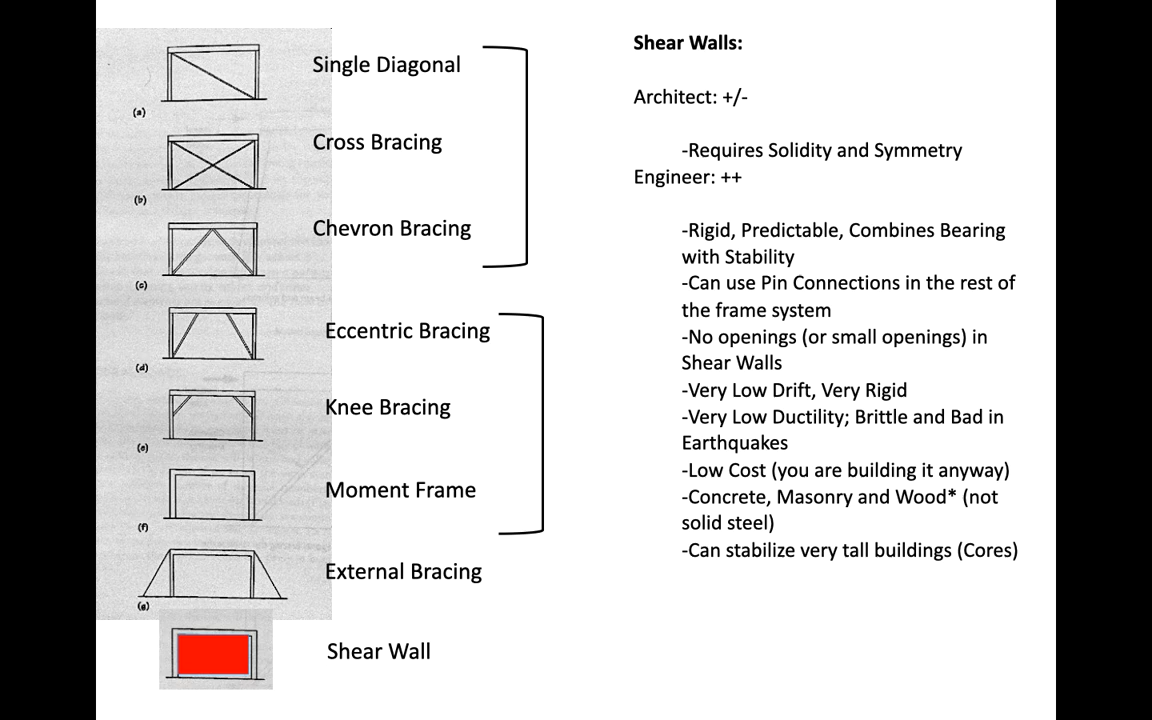 Single Diagonal
(a)
Cross Bracing
(b)
Chevron Bracing
(c)
Eccentric Bracing
(d)
Knee Bracing
(e)
Moment Frame
(f)
External Bracing
(g)
Shear Wall
Shear Walls:
Architect: +/-
-Requires Solidity and Symmetry
Engineer: ++
-Rigid, Predictable, Combines Bearing
with Stability
-Can use Pin Connections in the rest of
the frame system
-No openings (or small openings) in
Shear Walls
-Very Low Drift, Very Rigid
-Very Low Ductility; Brittle and Bad in
Earthquakes
-Low Cost (you are building it anyway)
-Concrete, Masonry and Wood* (not
solid steel)
-Can stabilize very tall buildings (Cores)